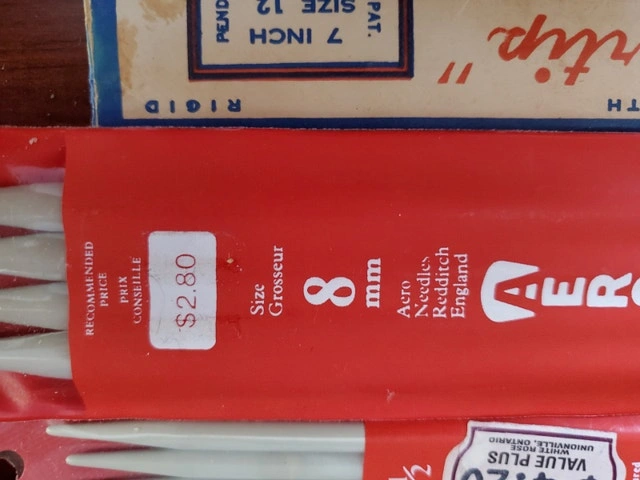 PAT.
SIZE 12
7 INCH
RIGID
RECOMMENDED
PRICE
PRIX
CONSEILLE
$2.80
Size
Grosseur
8
mm
Aero
Needles
Redditch
England
AERO
VALUE PLUS
WHITE ROSE
UNIONVILLE, ONTARIO